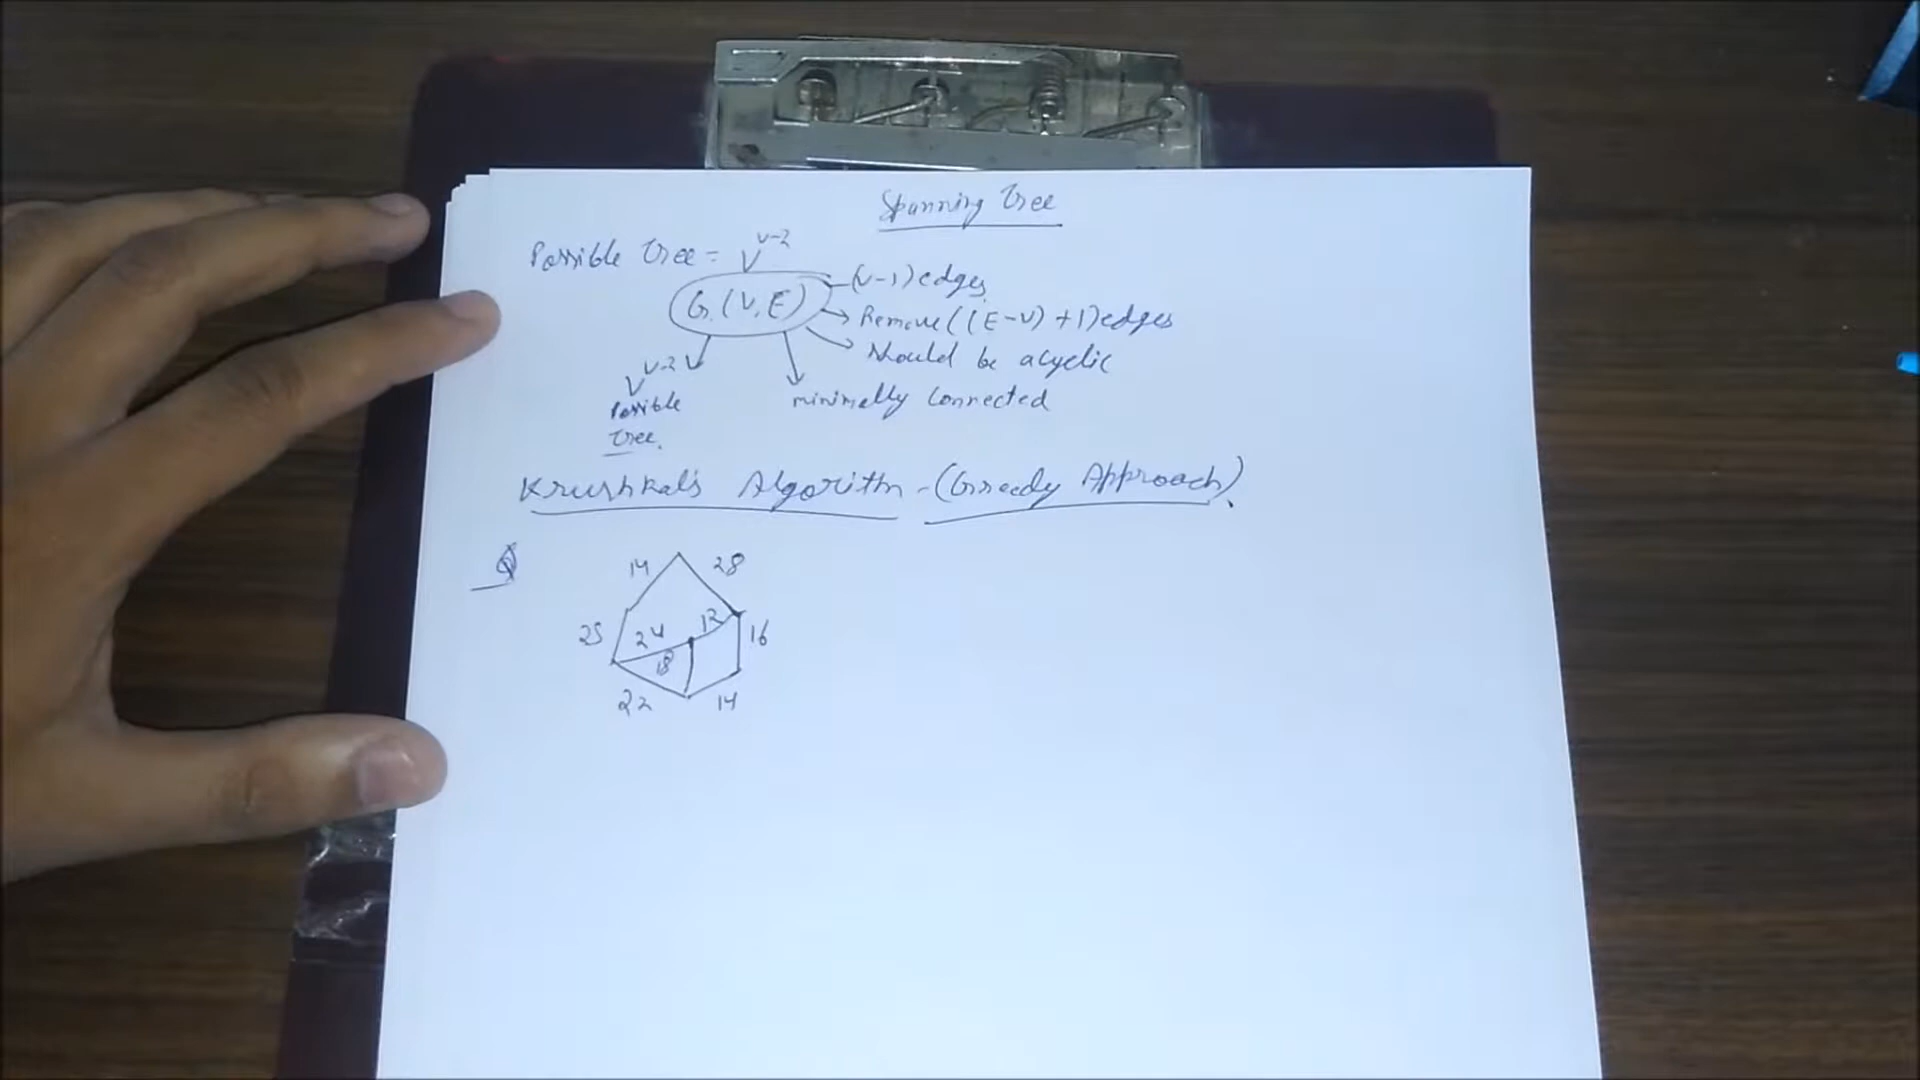 Spanning Tree
Possible Tree = V^V-2
G(V,E)
(V-1) edges
Remove ((E-V)+1) edges
Should be acyclic
minimally connected
V^V-2
Possible
Tree.
Krushkal's Algorithm - (Greedy Approach).
Q
14 28
25 24 12 16
18
22 14